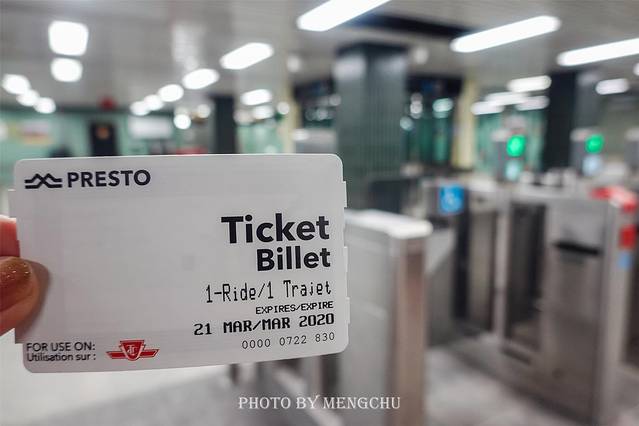 PRESTO
Ticket
Billet
1-Ride/1 Trajet
EXPIRES/EXPIRE
21 MAR/MAR 2020
0000 0722 830
FOR USE ON:
Utilisation sur :
PHOTO BY MENGCHU